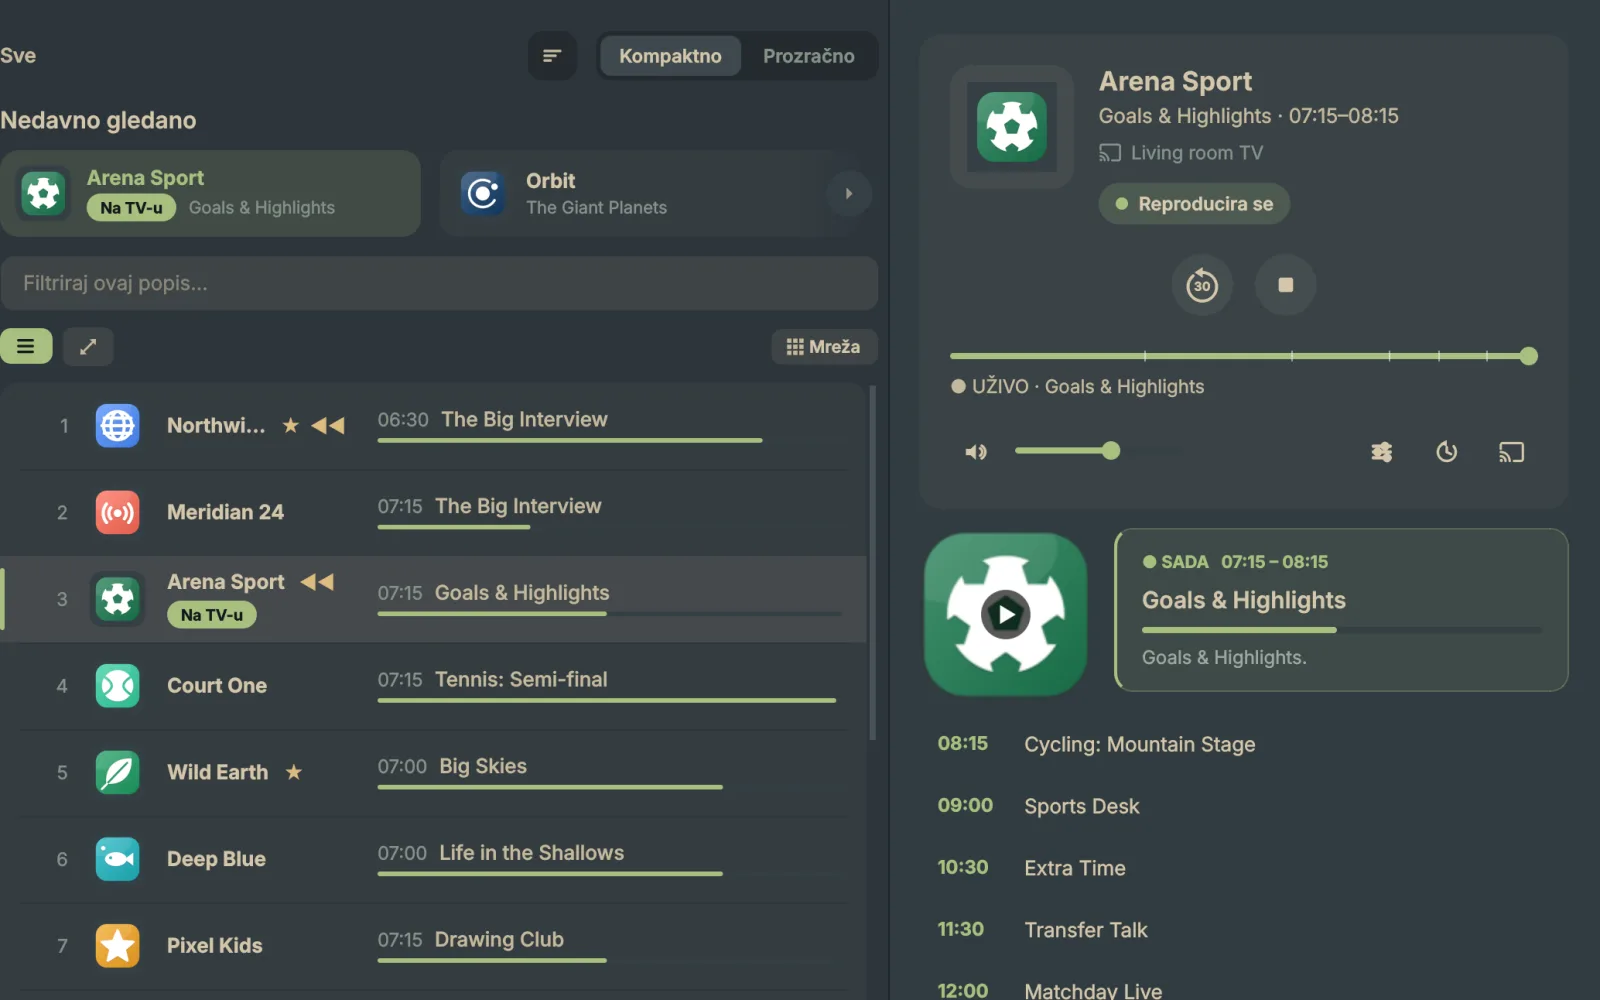 Sve
Kompaktno
Prozračno
Nedavno gledano
Arena Sport
Na TV-u Goals & Highlights
Orbit
The Giant Planets
Filtriraj ovaj popis...
Mreža
1 Northwi... 06:30 The Big Interview
2 Meridian 24 07:15 The Big Interview
3 Arena Sport 07:15 Goals & Highlights
Na TV-u
4 Court One 07:15 Tennis: Semi-final
5 Wild Earth 07:00 Big Skies
6 Deep Blue 07:00 Life in the Shallows
7 Pixel Kids 07:15 Drawing Club
Arena Sport
Goals & Highlights · 07:15–08:15
Living room TV
Reproducira se
30
UŽIVO · Goals & Highlights
SADA 07:15 – 08:15
Goals & Highlights
Goals & Highlights.
08:15 Cycling: Mountain Stage
09:00 Sports Desk
10:30 Extra Time
11:30 Transfer Talk
12:00 Matchday Live